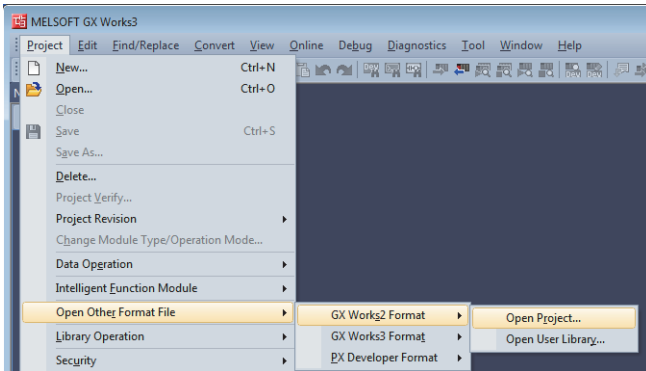 MELSOFT GX Works3
Project Edit Find/Replace Convert View Online Debug Diagnostics Tool Window Help
New... Ctrl+N
Open... Ctrl+O
Close
Save Ctrl+S
Save As...
Delete...
Project Verify...
Project Revision
Change Module Type/Operation Mode...
Data Operation
Intelligent Function Module
Open Other Format File
GX Works2 Format
Open Project...
Library Operation
GX Works3 Format
Open User Library...
Security
PX Developer Format